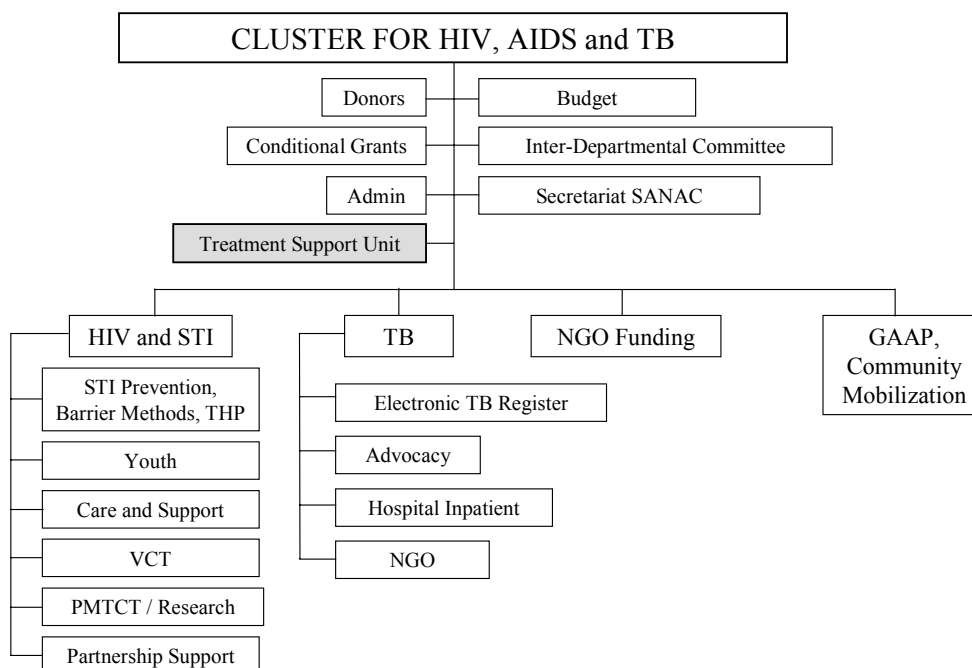 CLUSTER FOR HIV, AIDS and TB
Donors
Budget
Conditional Grants
Inter-Departmental Committee
Admin
Secretariat SANAC
Treatment Support Unit
HIV and STI
STI Prevention,
Barrier Methods, THP
Youth
Care and Support
VCT
PMTCT / Research
Partnership Support
TB
Electronic TB Register
Advocacy
Hospital Inpatient
NGO
NGO Funding
GAAP,
Community
Mobilization